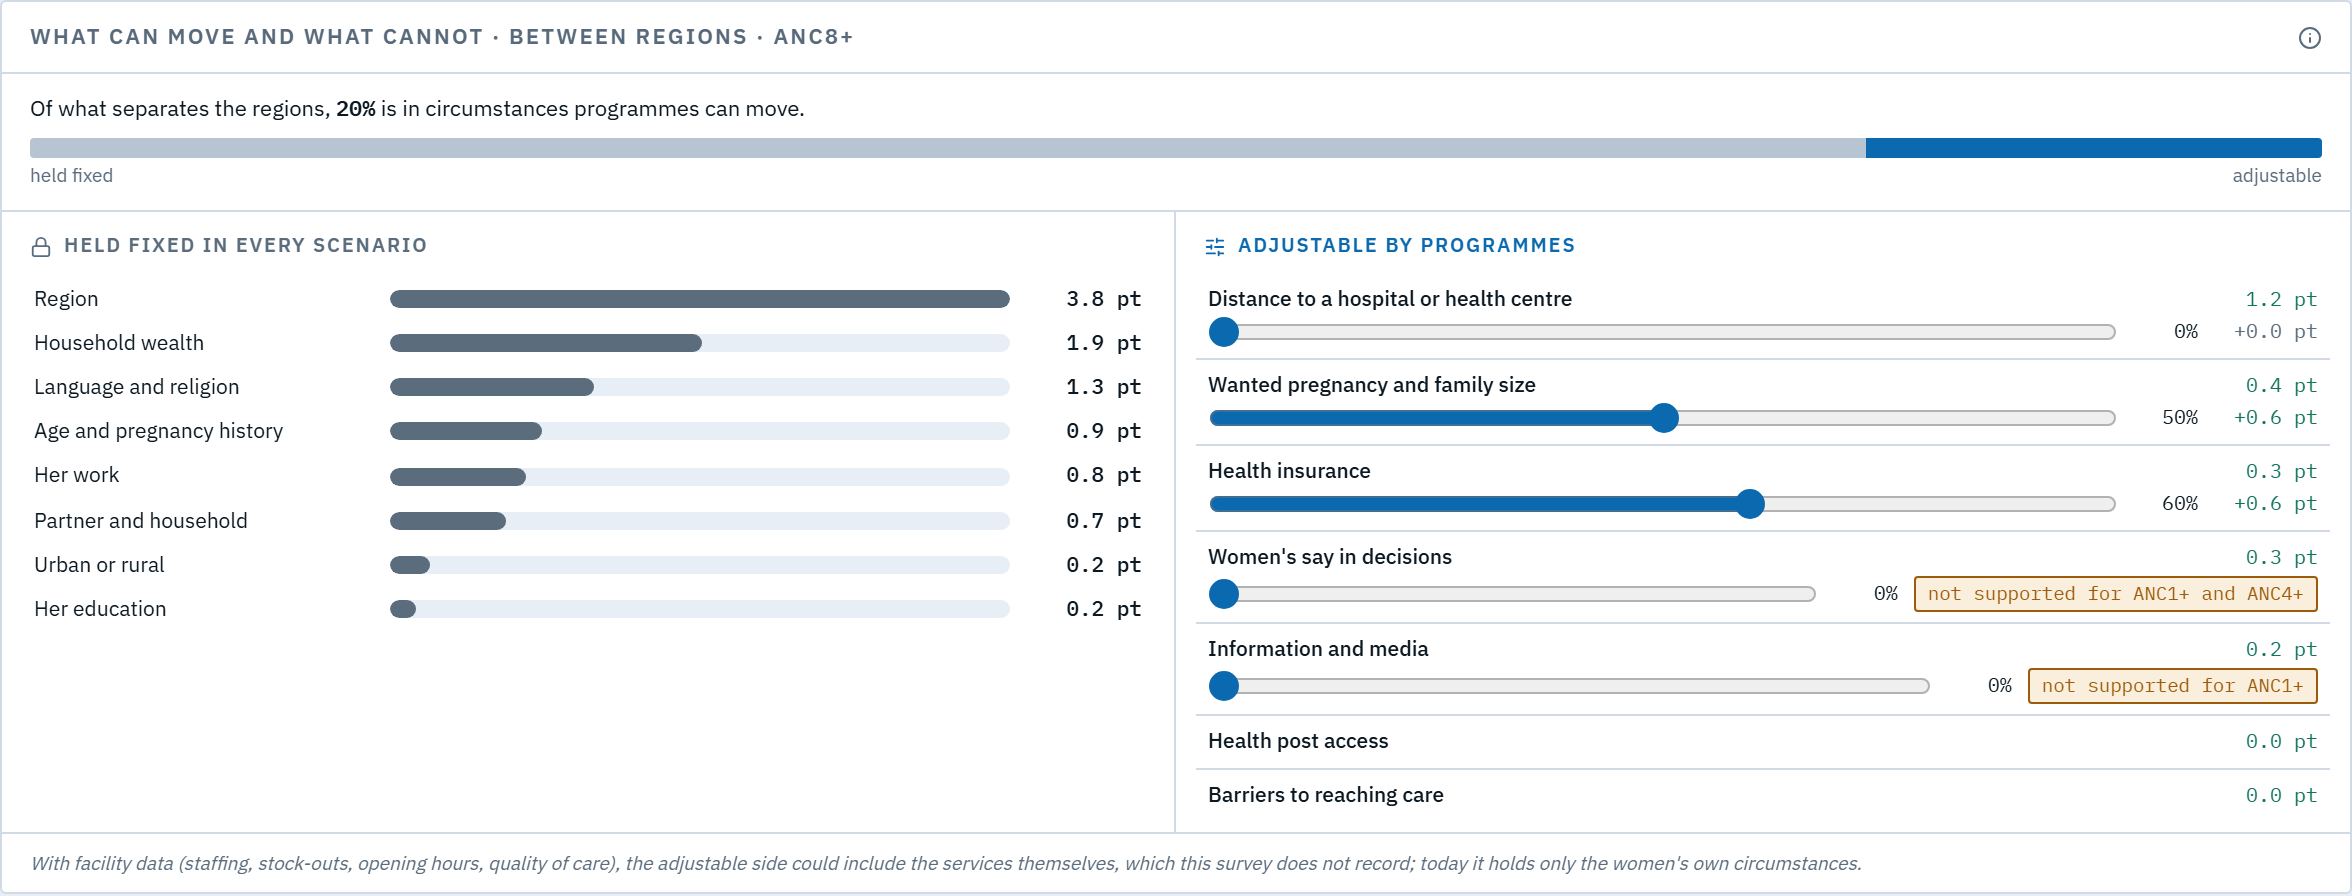 WHAT CAN MOVE AND WHAT CANNOT · BETWEEN REGIONS · ANC8+
Of what separates the regions, 20% is in circumstances programmes can move.
held fixed
adjustable
HELD FIXED IN EVERY SCENARIO
Region 3.8 pt
Household wealth 1.9 pt
Language and religion 1.3 pt
Age and pregnancy history 0.9 pt
Her work 0.8 pt
Partner and household 0.7 pt
Urban or rural 0.2 pt
Her education 0.2 pt
ADJUSTABLE BY PROGRAMMES
Distance to a hospital or health centre 1.2 pt
0% +0.0 pt
Wanted pregnancy and family size 0.4 pt
50% +0.6 pt
Health insurance 0.3 pt
60% +0.6 pt
Women's say in decisions 0.3 pt
0% not supported for ANC1+ and ANC4+
Information and media 0.2 pt
0% not supported for ANC1+
Health post access 0.0 pt
Barriers to reaching care 0.0 pt
With facility data (staffing, stock-outs, opening hours, quality of care), the adjustable side could include the services themselves, which this survey does not record; today it holds only the women's own circumstances.